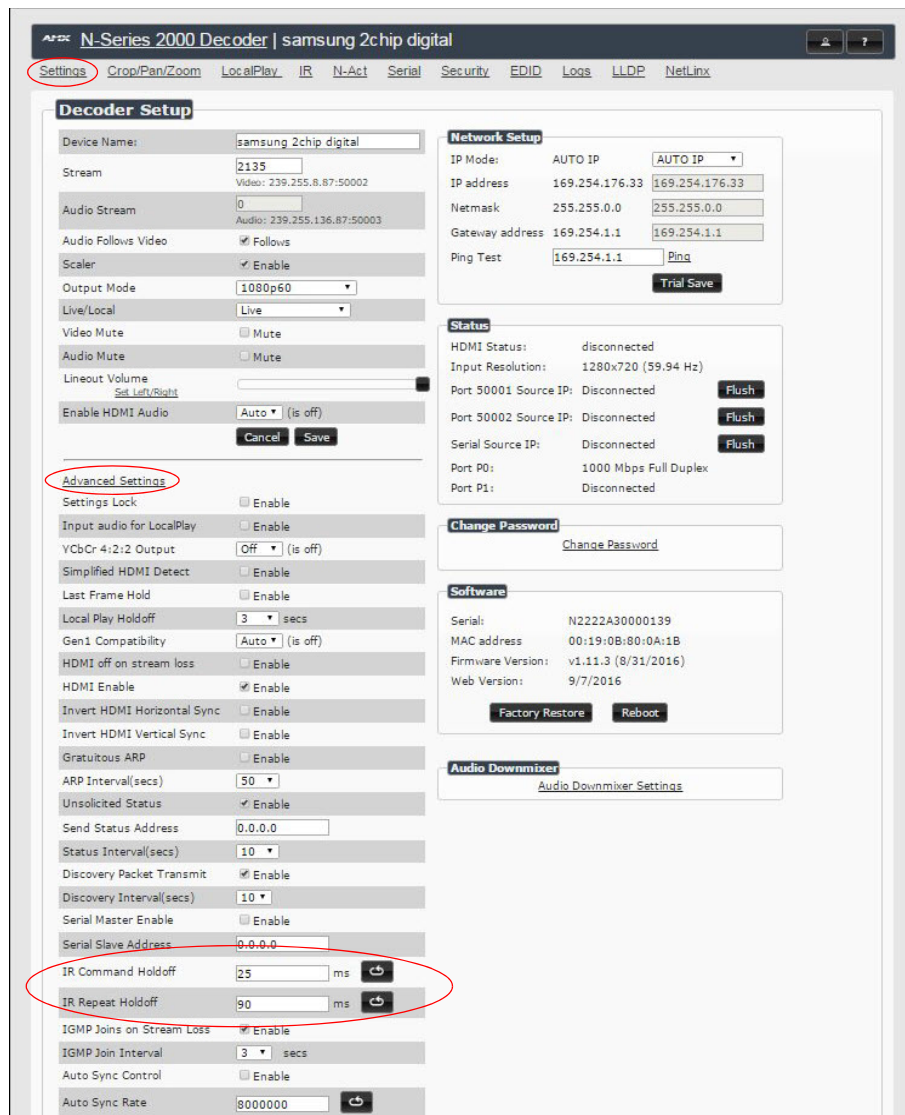 AMX N-Series 2000 Decoder | samsung 2chip digital ?
Settings Crop/Pan/Zoom LocalPlay IR N-Act Serial Security EDID Logs LLDP NetLinx
Decoder Setup
Device Name: samsung 2chip digital
Stream 2135
Video: 239.255.8.87:50002
Audio Stream 0
Audio: 239.255.136.87:50003
Audio Follows Video Follows
Scaler Enable
Output Mode 1080p60
Live/Local Live
Video Mute Mute
Audio Mute Mute
Lineout Volume
Set Left/Right
Enable HDMI Audio Auto (is off)
Cancel Save
Advanced Settings
Settings Lock Enable
Input audio for LocalPlay Enable
YCbCr 4:2:2 Output Off (is off)
Simplified HDMI Detect Enable
Last Frame Hold Enable
Local Play Holdoff 3 secs
Gen1 Compatibility Auto (is off)
HDMI off on stream loss Enable
HDMI Enable Enable
Invert HDMI Horizontal Sync Enable
Invert HDMI Vertical Sync Enable
Gratuitous ARP Enable
ARP Interval(secs) 50
Unsolicited Status Enable
Send Status Address 0.0.0.0
Status Interval(secs) 10
Discovery Packet Transmit Enable
Discovery Interval(secs) 10
Serial Master Enable Enable
Serial Slave Address 0.0.0.0
IR Command Holdoff 25 ms
IR Repeat Holdoff 90 ms
IGMP Joins on Stream Loss Enable
IGMP Join Interval 3 secs
Auto Sync Control Enable
Auto Sync Rate 8000000
Network Setup
IP Mode: AUTO IP AUTO IP
IP address 169.254.176.33 169.254.176.33
Netmask 255.255.0.0 255.255.0.0
Gateway address 169.254.1.1 169.254.1.1
Ping Test 169.254.1.1 Ping
Trial Save
Status
HDMI Status: disconnected
Input Resolution: 1280x720 (59.94 Hz)
Port 50001 Source IP: Disconnected Flush
Port 50002 Source IP: Disconnected Flush
Serial Source IP: Disconnected Flush
Port P0: 1000 Mbps Full Duplex
Port P1: Disconnected
Change Password
Change Password
Software
Serial: N2222A30000139
MAC address 00:19:0B:80:0A:1B
Firmware Version: v1.11.3 (8/31/2016)
Web Version: 9/7/2016
Factory Restore Reboot
Audio Downmixer
Audio Downmixer Settings